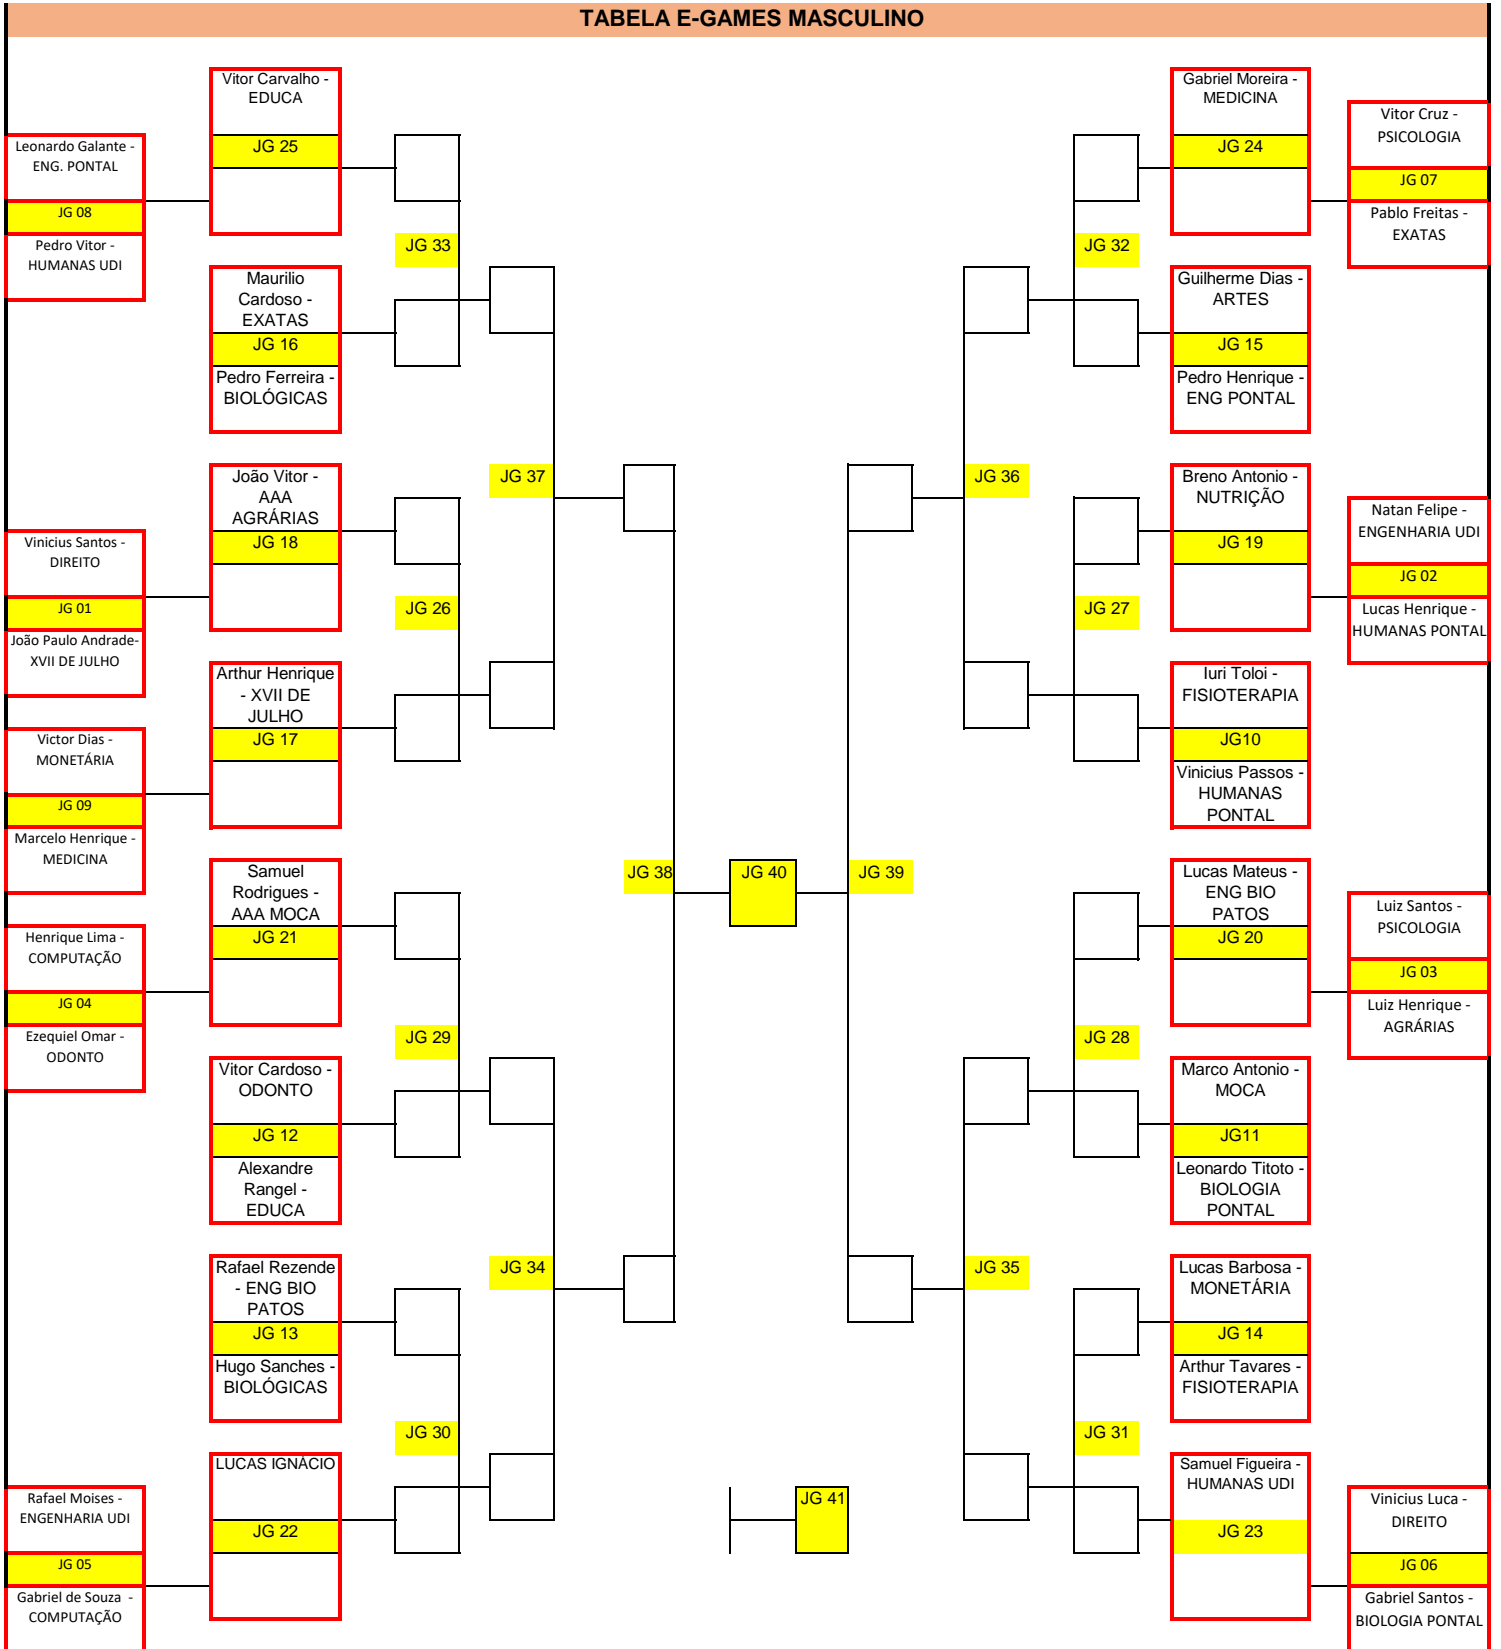 TABELA E-GAMES MASCULINO
Vitor Carvalho -
EDUCA
JG 25
Leonardo Galante -
ENG. PONTAL
JG 08
Pedro Vitor -
HUMANAS UDI
JG 33
Maurilio
Cardoso -
EXATAS
JG 16
Pedro Ferreira -
BIOLÓGICAS
João Vitor -
AAA
AGRÁRIAS
JG 18
JG 37
Vinicius Santos -
DIREITO
JG 01
João Paulo Andrade-
XVII DE JULHO
JG 26
Arthur Henrique
- XVII DE
JULHO
JG 17
Victor Dias -
MONETÁRIA
JG 09
Marcelo Henrique -
MEDICINA
Samuel
Rodrigues -
AAA MOCA
JG 21
Henrique Lima -
COMPUTAÇÃO
JG 04
Ezequiel Omar -
ODONTO
JG 29
Vitor Cardoso -
ODONTO
JG 12
Alexandre
Rangel -
EDUCA
Rafael Rezende
- ENG BIO
PATOS
JG 13
Hugo Sanches -
BIOLÓGICAS
JG 34
JG 30
LUCAS IGNÁCIO
JG 22
Rafael Moises -
ENGENHARIA UDI
JG 05
Gabriel de Souza -
COMPUTAÇÃO
JG 38
JG 40
JG 39
JG 41
Gabriel Moreira -
MEDICINA
JG 24
Vitor Cruz -
PSICOLOGIA
JG 07
Pablo Freitas -
EXATAS
JG 32
Guilherme Dias -
ARTES
JG 15
Pedro Henrique -
ENG PONTAL
JG 36
Breno Antonio -
NUTRIÇÃO
JG 19
Natan Felipe -
ENGENHARIA UDI
JG 02
Lucas Henrique -
HUMANAS PONTAL
JG 27
Iuri Toloi -
FISIOTERAPIA
JG10
Vinicius Passos -
HUMANAS
PONTAL
Lucas Mateus -
ENG BIO
PATOS
JG 20
Luiz Santos -
PSICOLOGIA
JG 03
Luiz Henrique -
AGRÁRIAS
JG 28
Marco Antonio -
MOCA
JG11
Leonardo Titoto -
BIOLOGIA
PONTAL
JG 35
Lucas Barbosa -
MONETÁRIA
JG 14
Arthur Tavares -
FISIOTERAPIA
JG 31
Samuel Figueira -
HUMANAS UDI
JG 23
Vinicius Luca -
DIREITO
JG 06
Gabriel Santos -
BIOLOGIA PONTAL